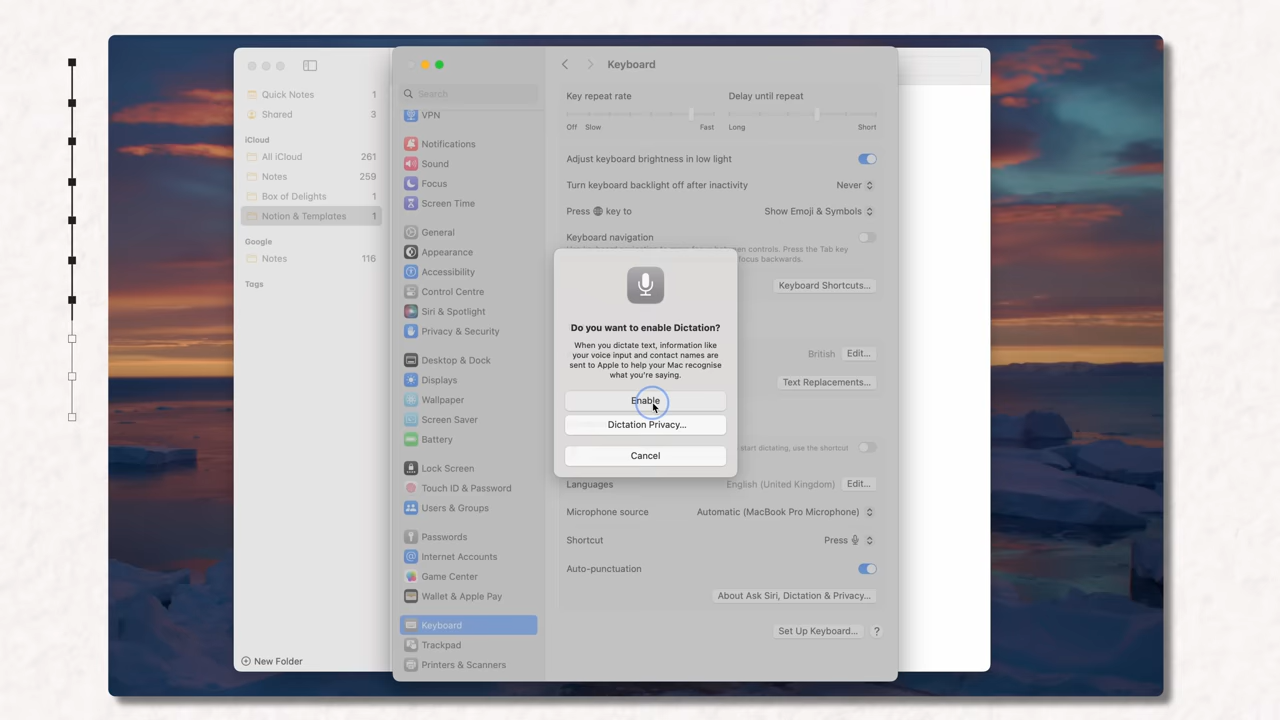 Quick Notes 1
Shared 3
iCloud
All iCloud 261
Notes 259
Box of Delights 1
Notion & Templates 1
Google
Notes 116
Tags
New Folder
Search
VPN
Notifications
Sound
Focus
Screen Time
General
Appearance
Accessibility
Control Centre
Siri & Spotlight
Privacy & Security
Desktop & Dock
Displays
Wallpaper
Screen Saver
Battery
Lock Screen
Touch ID & Password
Users & Groups
Passwords
Internet Accounts
Game Center
Wallet & Apple Pay
Keyboard
Trackpad
Printers & Scanners
Keyboard
Key repeat rate Delay until repeat
Off Slow Fast Long Short
Adjust keyboard brightness in low light
Turn keyboard backlight off after inactivity Never
Press key to Show Emoji & Symbols
Keyboard navigation
controls. Press the Tab key
focus backwards.
Keyboard Shortcuts...
Do you want to enable Dictation?
When you dictate text, information like
your voice input and contact names are
sent to Apple to help your Mac recognise
what you're saying.
Enable
Dictation Privacy...
Cancel
British Edit...
Text Replacements...
start dictating, use the shortcut
Languages English (United Kingdom) Edit...
Microphone source Automatic (MacBook Pro Microphone)
Shortcut Press
Auto-punctuation
About Ask Siri, Dictation & Privacy...
Set Up Keyboard... ?